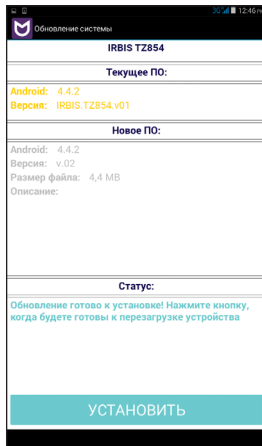 3G 12:46 PM
Обновление системы
IRBIS TZ854
Текущее ПО:
Android: 4.4.2
Версия: IRBIS.TZ854.v01
Новое ПО:
Android: 4.4.2
Версия: v.02
Размер файла: 4,4 MB
Описание:
Статус:
Обновление готово к установке! Нажмите кнопку,
когда будете готовы к перезагрузке устройства
УСТАНОВИТЬ